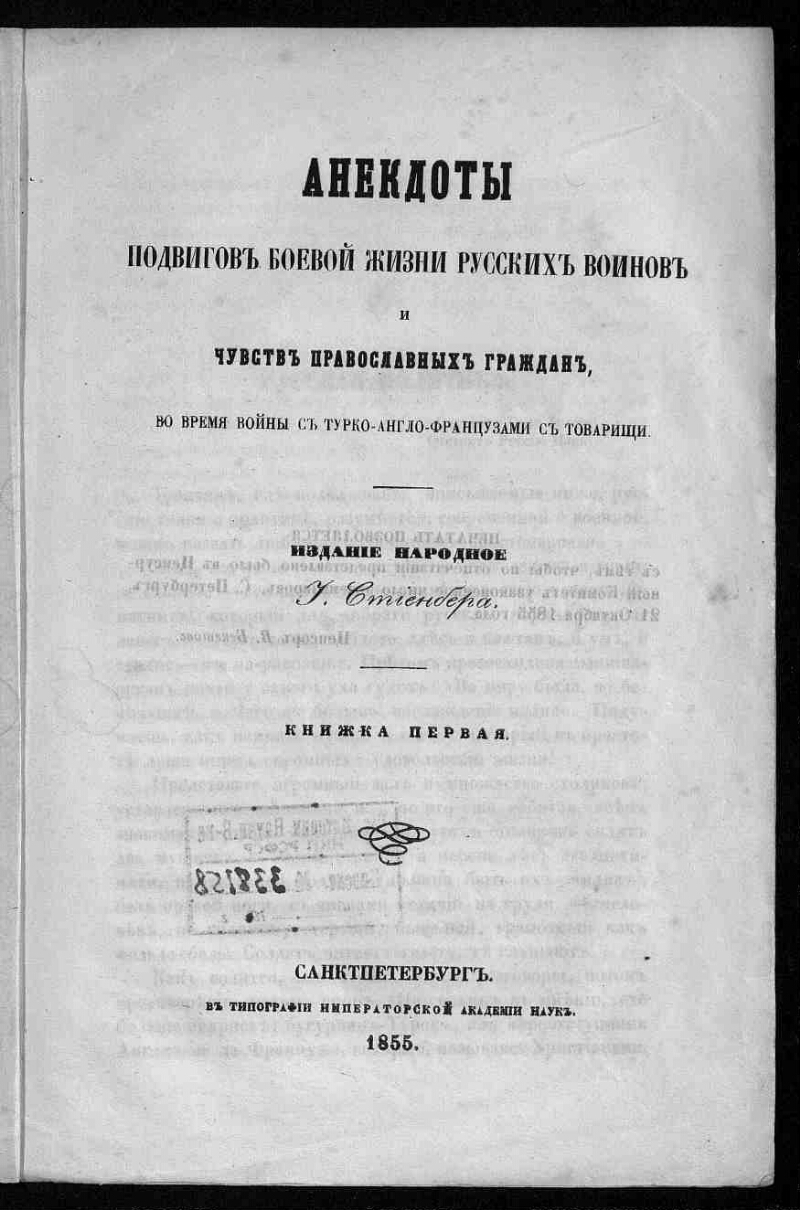 АНЕКДОТЫ
ПОДВИГОВЪ БОЕВОЙ ЖИЗНИ РУССКИХЪ ВОИНОВЪ
И
ЧУВСТВЪ ПРАВОСЛАВНЫХЪ ГРАЖДАНЪ,
ВО ВРЕМЯ ВОЙНЫ СЪ ТУРКО-АНГЛО-ФРАНЦУЗАМИ СЪ ТОВАРИЩИ.
ИЗДАНІЕ НАРОДНОЕ
І. Стіенбера.
КНИЖКА ПЕРВАЯ.
САНКТПЕТЕРБУРГЪ.
ВЪ ТИПОГРАФІИ ИМПЕРАТОРСКОЙ АКАДЕМІИ НАУКЪ.
1855.